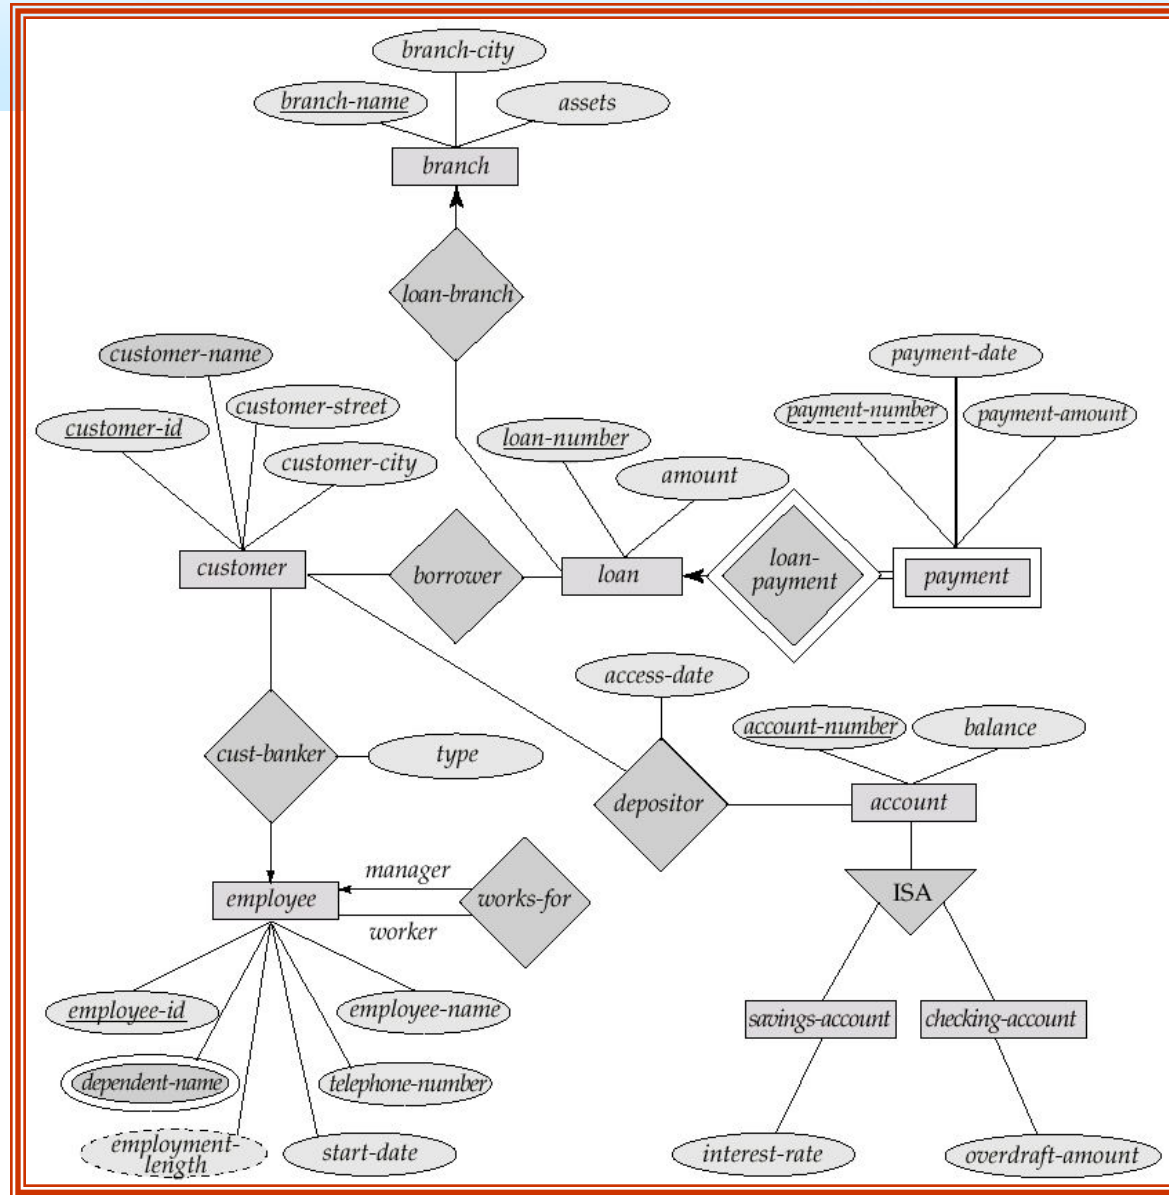 branch-city
branch-name
assets
branch
loan-branch
customer-name
payment-date
customer-street
payment-number
payment-amount
customer-id
loan-number
customer-city
amount
customer
borrower
loan
loan-
payment
payment
access-date
account-number
balance
cust-banker
type
depositor
account
manager
employee
works-for
ISA
worker
employee-id
employee-name
savings-account
checking-account
dependent-name
telephone-number
employment-
length
start-date
interest-rate
overdraft-amount